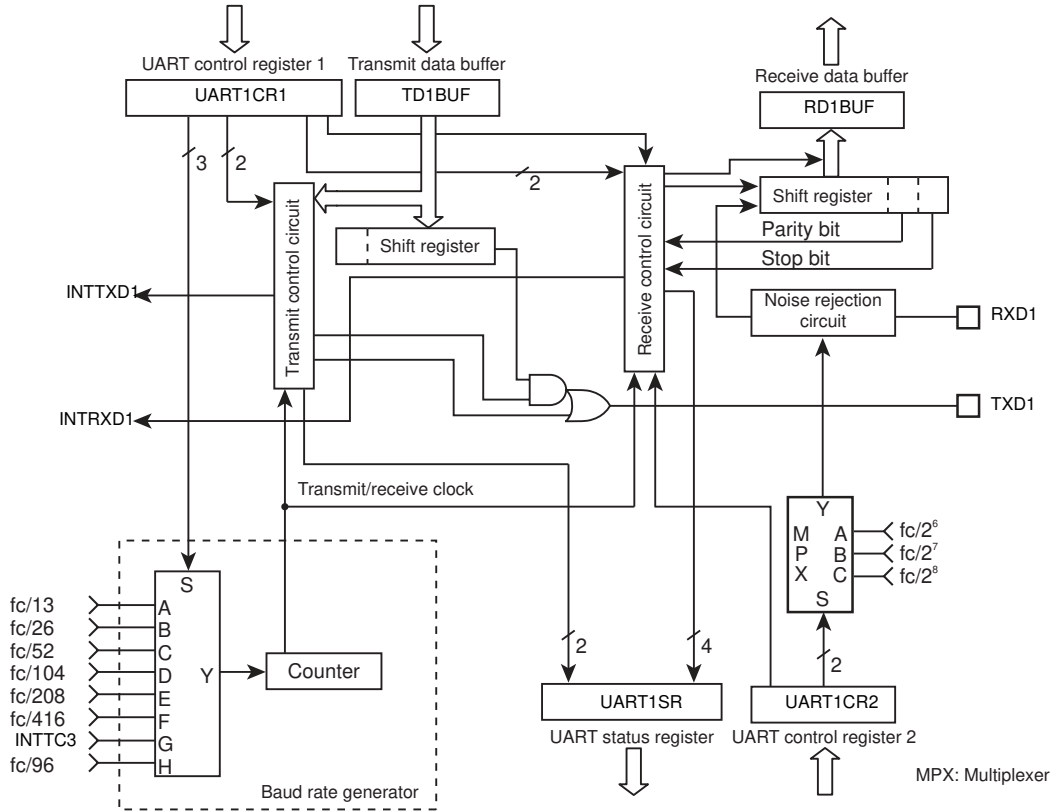 UART control register 1
Transmit data buffer
Receive data buffer
UART1CR1
TD1BUF
RD1BUF
3
2
2
Shift register
Shift register
Parity bit
Stop bit
Transmit control circuit
Receive control circuit
INTTXD1
Noise rejection
circuit
RXD1
INTRXD1
TXD1
Transmit/receive clock
Y
M
P
X
A
B
C
S
fc/2⁶
fc/2⁷
fc/2⁸
S
fc/13
fc/26
fc/52
fc/104
fc/208
fc/416
INTTC3
fc/96
A
B
C
D
E
F
G
H
Y
Counter
2
4
2
UART1SR
UART1CR2
UART status register
UART control register 2
Baud rate generator
MPX: Multiplexer